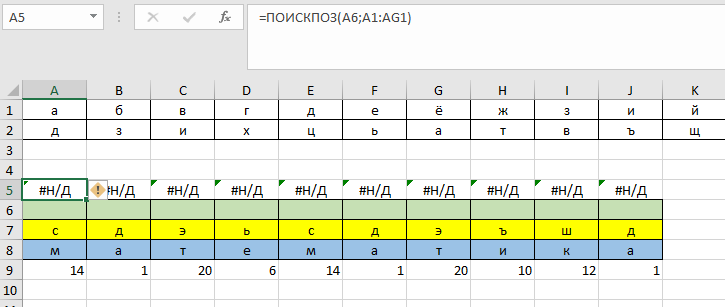 A5 fx =ПОИСКПОЗ(A6;A1:AG1)
A B C D E F G H I J K
1 а б в г д е ё ж з и й
2 д з и х ц ь а т в ъ щ
3
4
5 #Н/Д #Н/Д #Н/Д #Н/Д #Н/Д #Н/Д #Н/Д #Н/Д #Н/Д #Н/Д
6
7 с д э ь с д э ъ ш д
8 м а т е м а т и к а
9 14 1 20 6 14 1 20 10 12 1
10